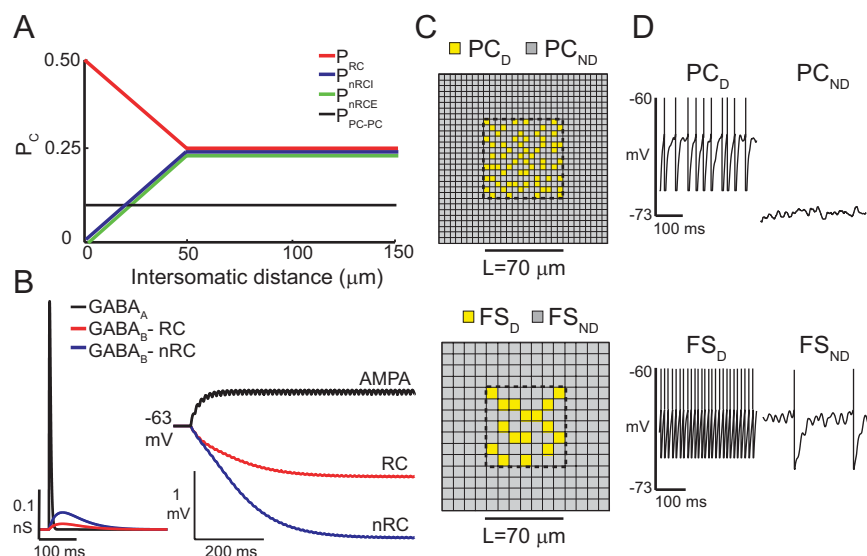 A
0.50
0.25
0
P_C
P_RC
P_nRCI
P_nRCE
P_PC-PC
0
50
100
150
Intersomatic distance (μm)
B
GABA_A
GABA_B- RC
GABA_B- nRC
0.1
nS
100 ms
-63
mV
AMPA
RC
nRC
1
mV
200 ms
C
PC_D
PC_ND
L=70 μm
FS_D
FS_ND
L=70 μm
D
PC_D
PC_ND
-60
mV
-73
100 ms
FS_D
FS_ND
-60
mV
-73
100 ms